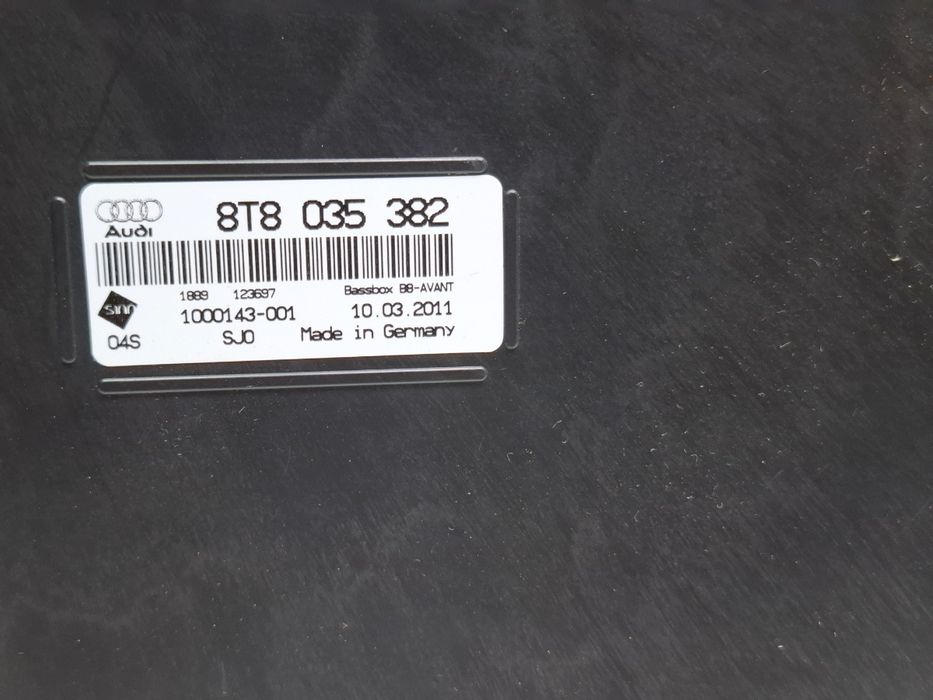 8T8 035 382
Audi
1889 123697 Bassbox B8-AVANT
sinn 1000143-001 10.03.2011
04S SJ0 Made in Germany